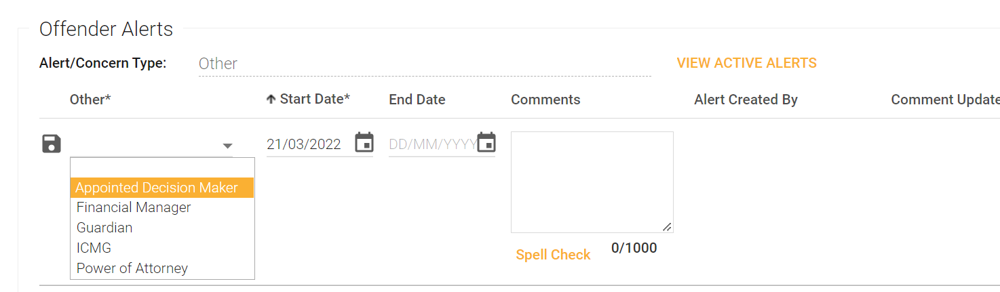 Offender Alerts
Alert/Concern Type: Other VIEW ACTIVE ALERTS
Other* Start Date* End Date Comments Alert Created By Comment Update
21/03/2022 DD/MM/YYYY
Appointed Decision Maker
Financial Manager
Guardian
ICMG
Power of Attorney
Spell Check 0/1000